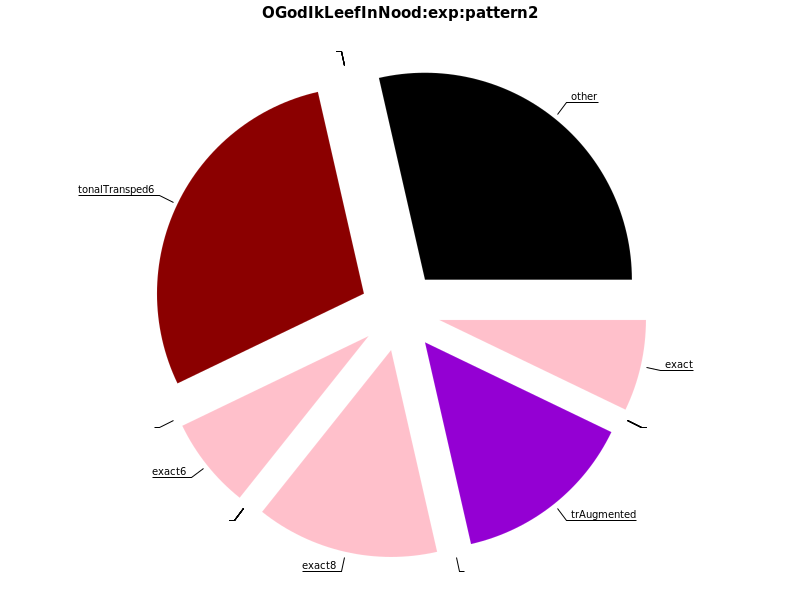 OGodIkLeefInNood:exp:pattern2
other
tonalTransped6
exact
exact6
trAugmented
exact8